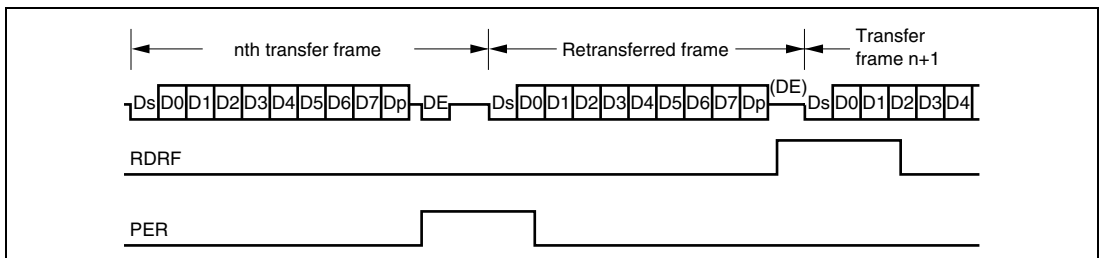 nth transfer frame Retransferred frame Transfer
frame n+1
Ds D0 D1 D2 D3 D4 D5 D6 D7 Dp DE Ds D0 D1 D2 D3 D4 D5 D6 D7 Dp (DE) Ds D0 D1 D2 D3 D4
RDRF
PER